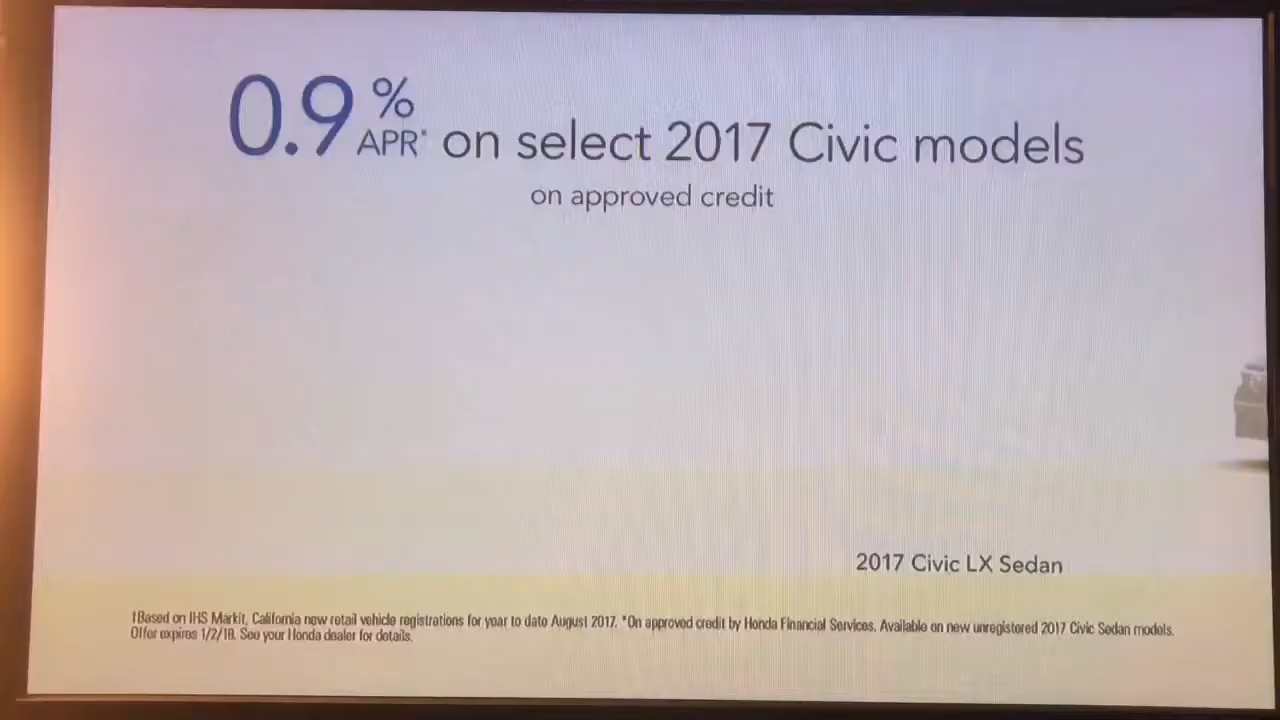 0.9% APR* on select 2017 Civic models
on approved credit
2017 Civic LX Sedan
†Based on IHS Markit, California new retail vehicle registrations for year to date August 2017. *On approved credit by Honda Financial Services. Available on new unregistered 2017 Civic Sedan models.
Offer expires 1/2/18. See your Honda dealer for details.